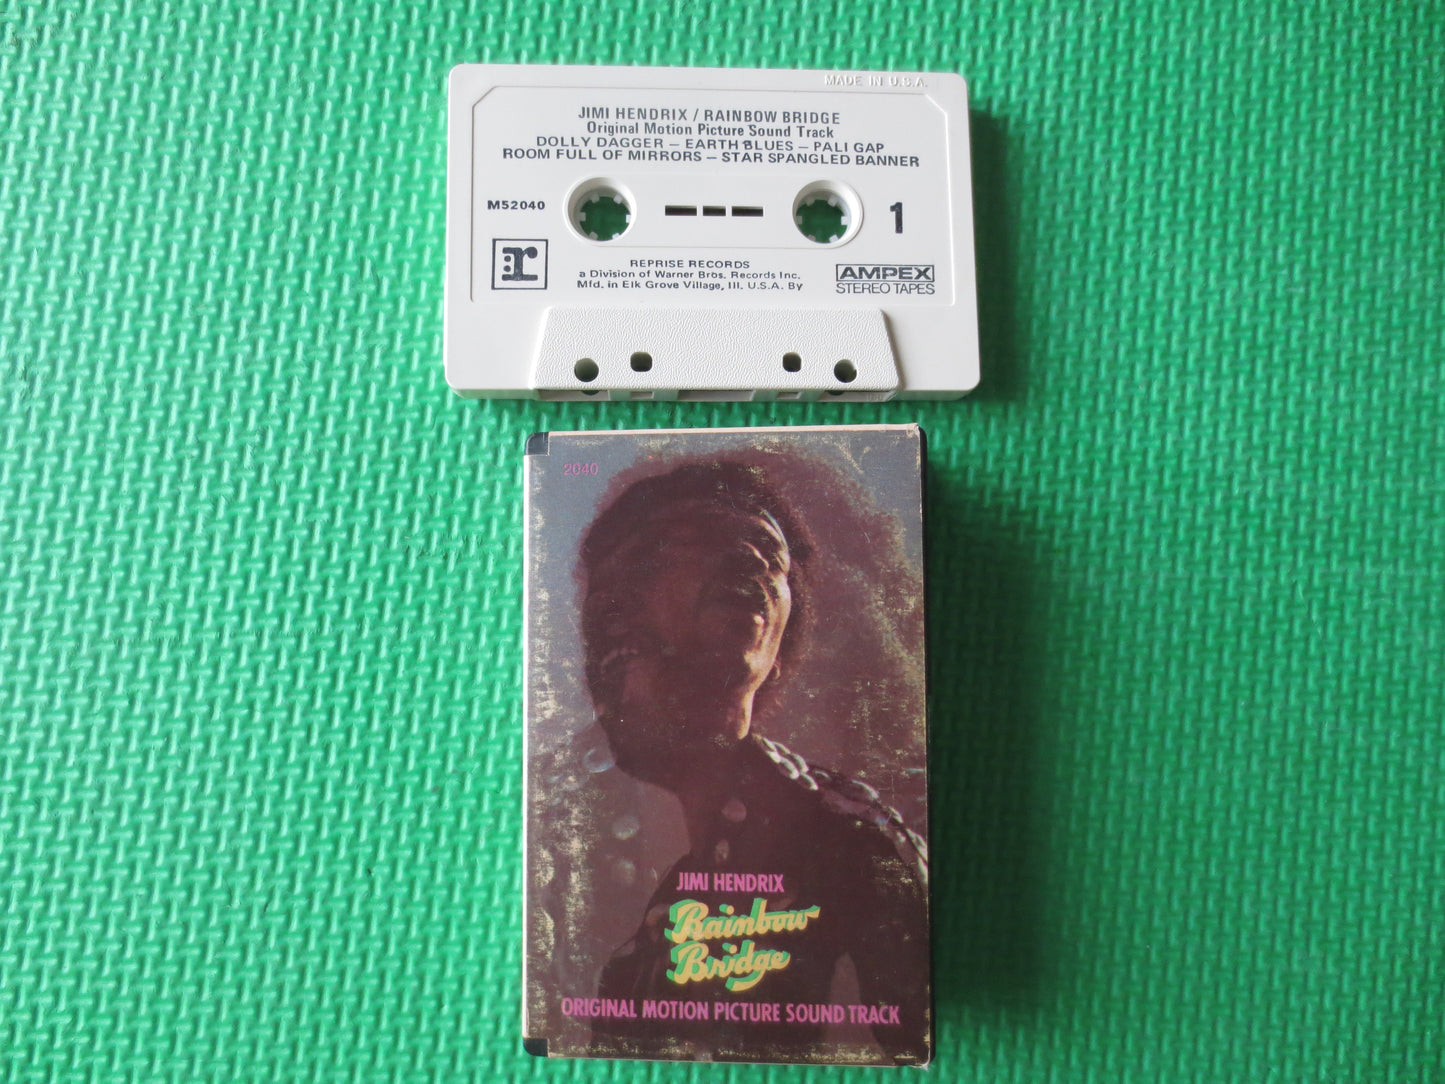 MADE IN U.S.A.
JIMI HENDRIX / RAINBOW BRIDGE
Original Motion Picture Sound Track
DOLLY DAGGER – EARTH BLUES – PALI GAP
ROOM FULL OF MIRRORS – STAR SPANGLED BANNER
M52040
1
r
REPRISE RECORDS
a Division of Warner Bros. Records Inc.
Mfd. in Elk Grove Village, Ill. U.S.A. By
AMPEX
STEREO TAPES
2040
JIMI HENDRIX
Rainbow
Bridge
ORIGINAL MOTION PICTURE SOUND TRACK